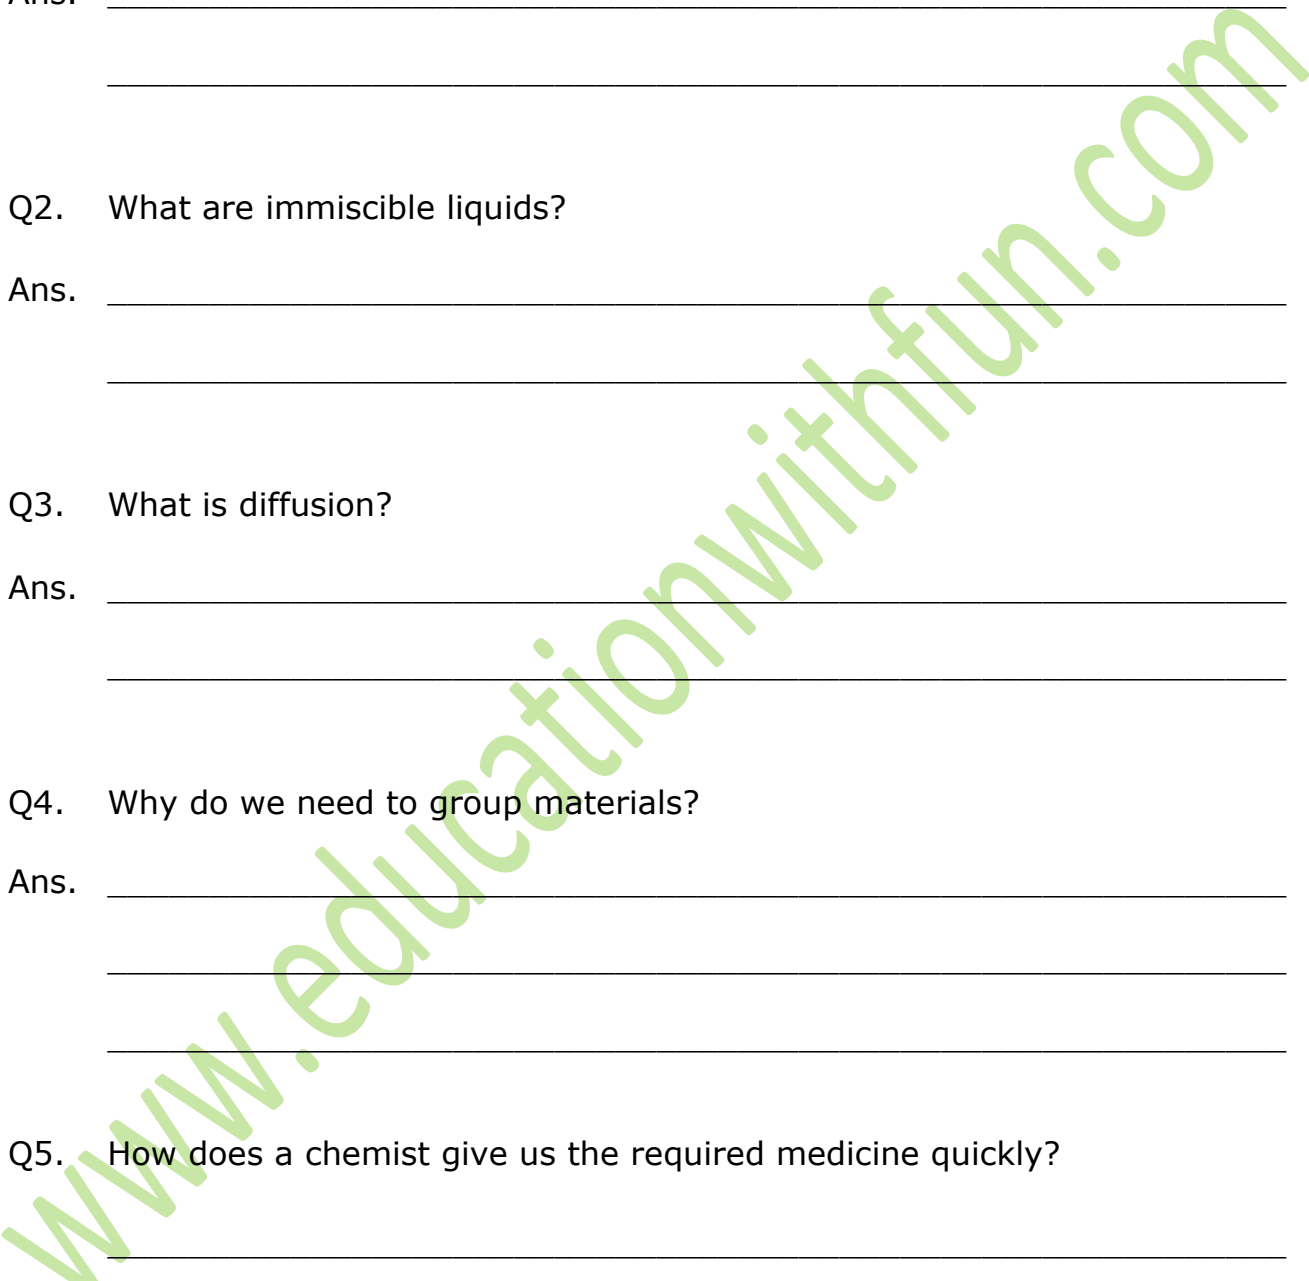 Ans.
Q2. What are immiscible liquids?
Ans.
Q3. What is diffusion?
Ans.
Q4. Why do we need to group materials?
Ans.
Q5. How does a chemist give us the required medicine quickly?
www.educationwithfun.com